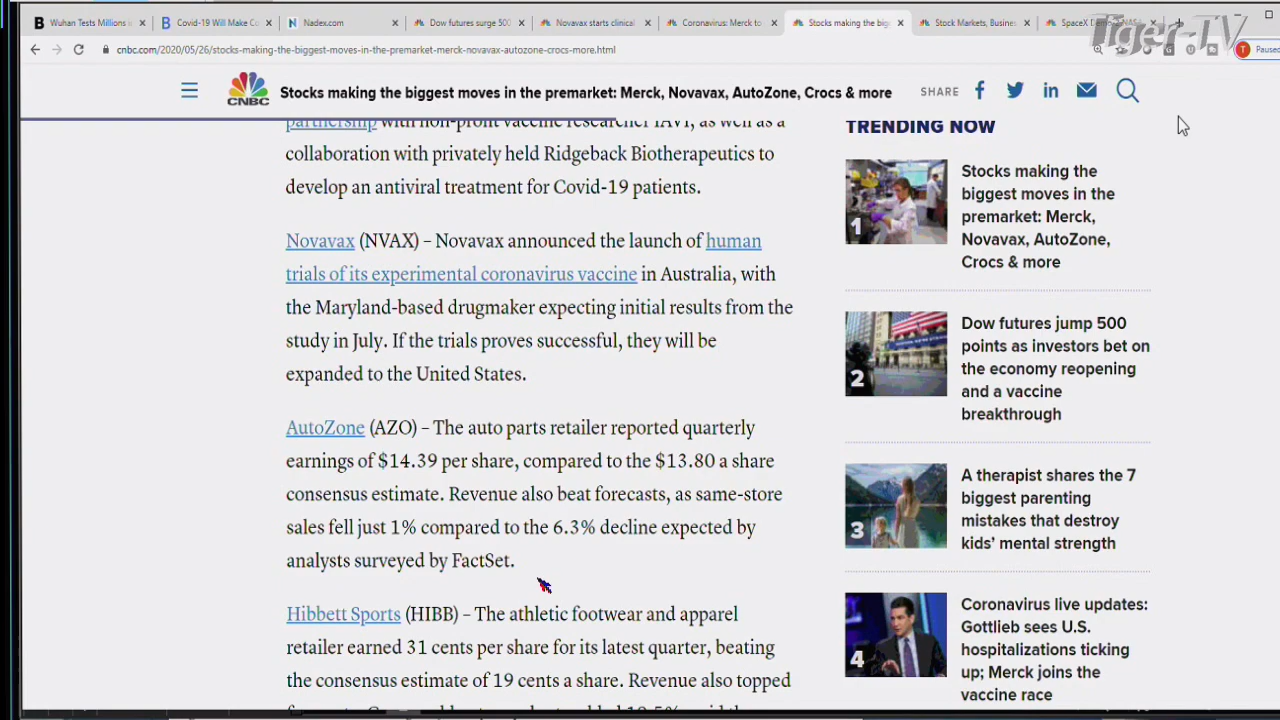 Wuhan Tests Millions in
Covid-19 Will Make Co
Nadex.com
Dow futures surge 500
Novavax starts clinical
Coronavirus: Merck to
Stocks making the big
Stock Markets, Busines
Tiger-TV
cnbc.com/2020/05/26/stocks-making-the-biggest-moves-in-the-premarket-merck-novavax-autozone-crocs-more.html
T
Paused
CNBC
Stocks making the biggest moves in the premarket: Merck, Novavax, AutoZone, Crocs & more
SHARE
partnership with non-profit vaccine researcher IAVI, as well as a
collaboration with privately held Ridgeback Biotherapeutics to
develop an antiviral treatment for Covid-19 patients.
Novavax (NVAX) – Novavax announced the launch of human
trials of its experimental coronavirus vaccine in Australia, with
the Maryland-based drugmaker expecting initial results from the
study in July. If the trials proves successful, they will be
expanded to the United States.
AutoZone (AZO) – The auto parts retailer reported quarterly
earnings of $14.39 per share, compared to the $13.80 a share
consensus estimate. Revenue also beat forecasts, as same-store
sales fell just 1% compared to the 6.3% decline expected by
analysts surveyed by FactSet.
Hibbett Sports (HIBB) – The athletic footwear and apparel
retailer earned 31 cents per share for its latest quarter, beating
the consensus estimate of 19 cents a share. Revenue also topped
TRENDING NOW
1
Stocks making the
biggest moves in the
premarket: Merck,
Novavax, AutoZone,
Crocs & more
2
Dow futures jump 500
points as investors bet on
the economy reopening
and a vaccine
breakthrough
3
A therapist shares the 7
biggest parenting
mistakes that destroy
kids' mental strength
4
Coronavirus live updates:
Gottlieb sees U.S.
hospitalizations ticking
up; Merck joins the
vaccine race